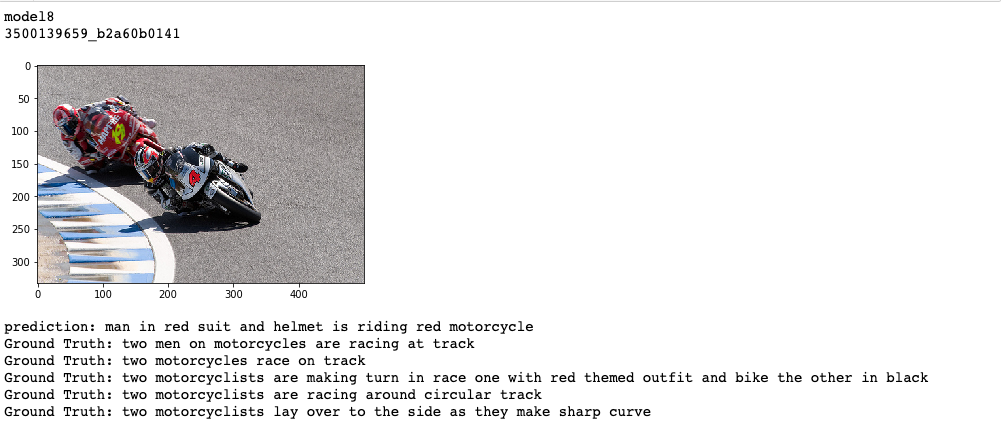 model8
3500139659_b2a60b0141
0
50
100
150
200
250
300
0 100 200 300 400
prediction: man in red suit and helmet is riding red motorcycle
Ground Truth: two men on motorcycles are racing at track
Ground Truth: two motorcycles race on track
Ground Truth: two motorcyclists are making turn in race one with red themed outfit and bike the other in black
Ground Truth: two motorcyclists are racing around circular track
Ground Truth: two motorcyclists lay over to the side as they make sharp curve